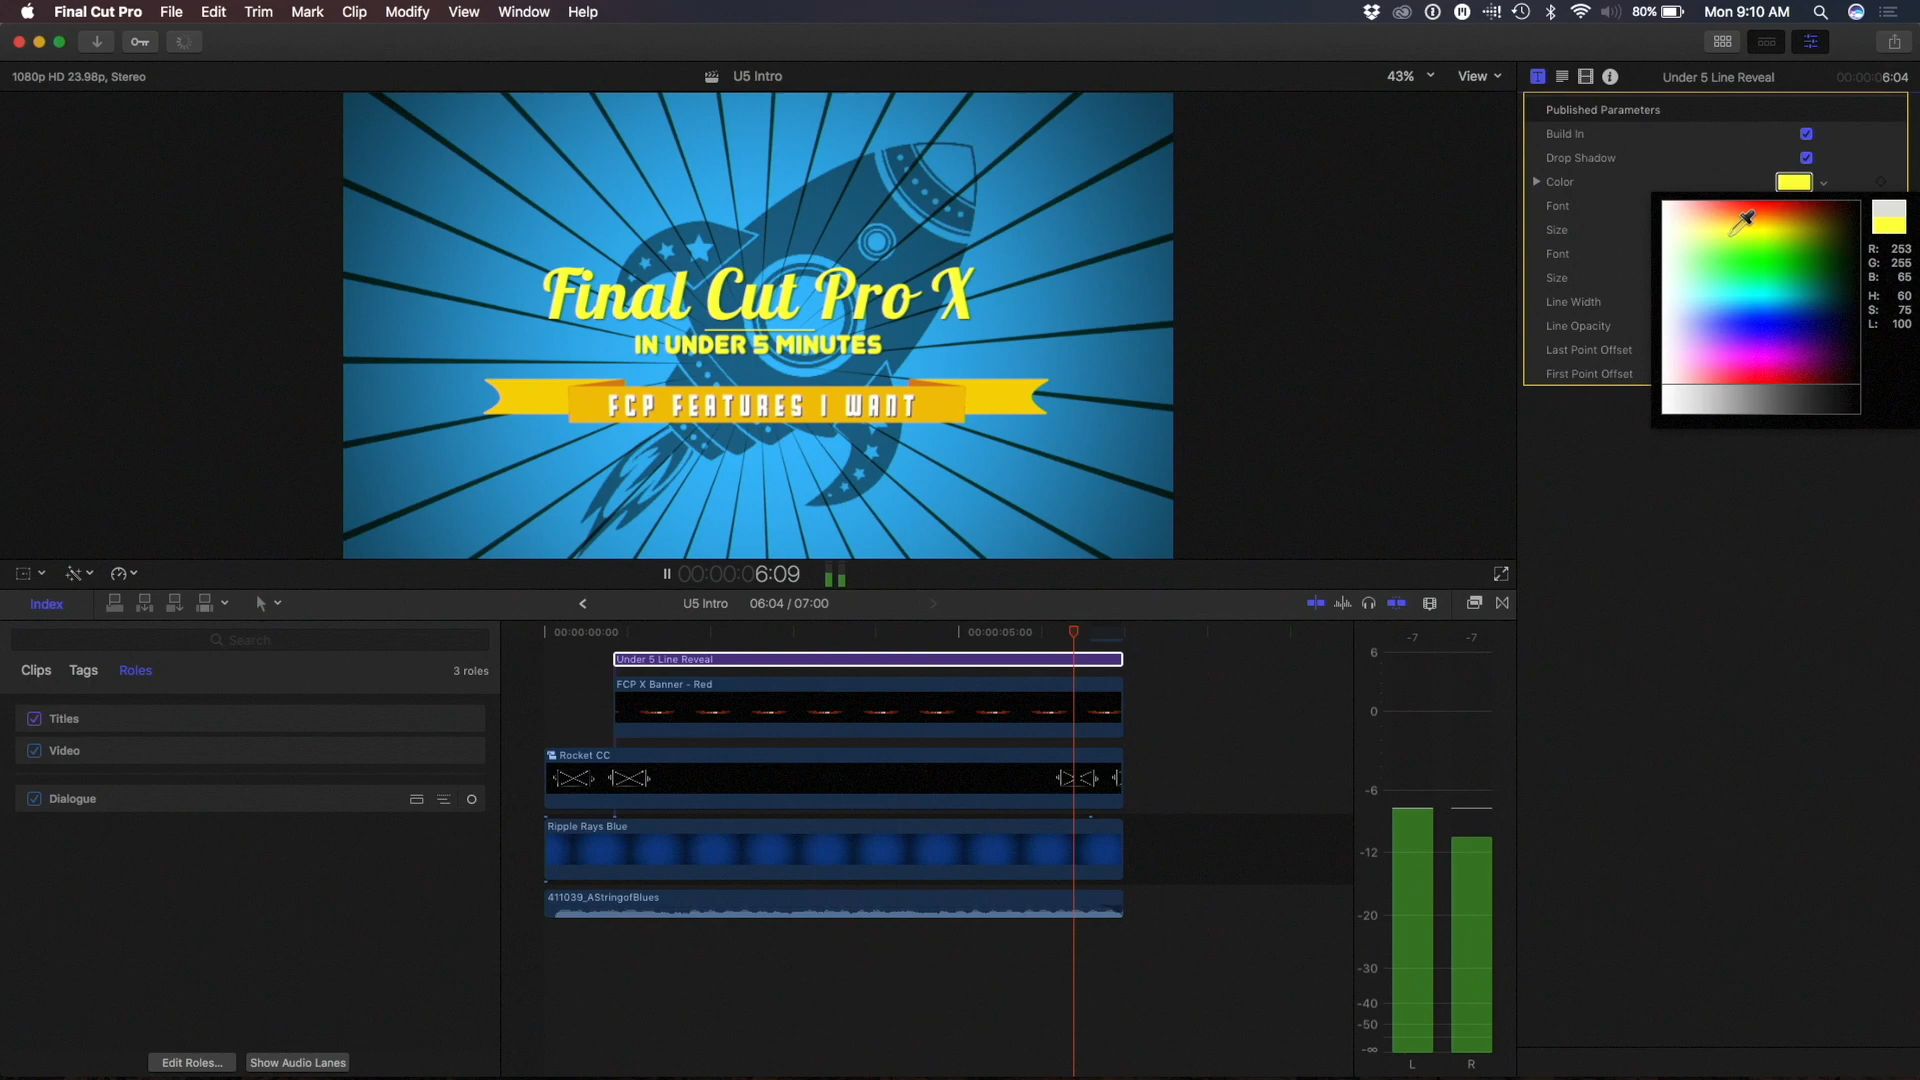 Final Cut Pro File Edit Trim Mark Clip Modify View Window Help 80% Mon 9:10 AM
1080p HD 23.98p, Stereo U5 Intro 43% View Under 5 Line Reveal 00:00:06:04
Published Parameters
Build In
Drop Shadow
Color
Font
Size
Font
Size
Line Width
Line Opacity
Last Point Offset
First Point Offset
R: 253
G: 255
B: 65
H: 60
S: 75
L: 100
Final Cut Pro X
IN UNDER 5 MINUTES
FCP FEATURES I WANT
00:00:06:09
Index U5 Intro 06:04 / 07:00
Search
Clips Tags Roles 3 roles
Titles
Video
Dialogue
Edit Roles... Show Audio Lanes
00:00:00:00 00:00:05:00
Under 5 Line Reveal
FCP X Banner - Red
Rocket CC
Ripple Rays Blue
411039_AStringofBlues
-7 -7
6
0
-6
-12
-20
-30
-40
-50
-∞
L R